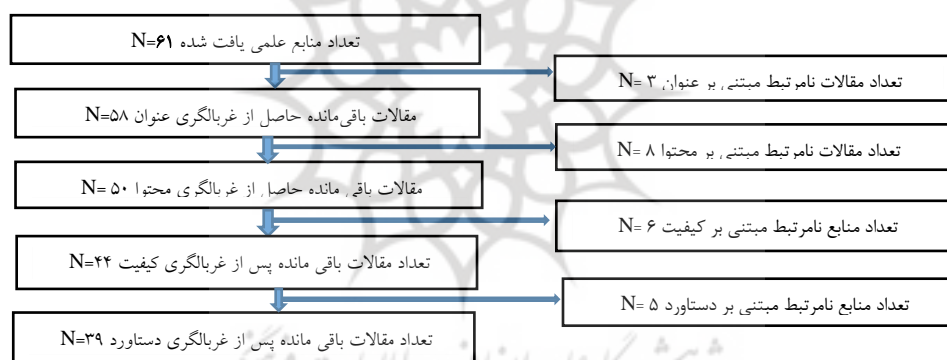 تعداد منابع علمی یافت شده N=۶۱
تعداد مقالات نامرتبط مبتنی بر عنوان N= ۳
مقالات باقی‌مانده حاصل از غربالگری عنوان N=۵۸
تعداد مقالات نامرتبط مبتنی بر محتوا N= ۸
مقالات باقی مانده حاصل از غربالگری محتوا N= ۵۰
تعداد منابع نامرتبط مبتنی بر کیفیت N= ۶
تعداد مقالات باقی مانده پس از غربالگری کیفیت N=۴۴
تعداد منابع نامرتبط مبتنی بر دستاورد N= ۵
تعداد مقالات باقی مانده پس از غربالگری دستاورد N=۳۹